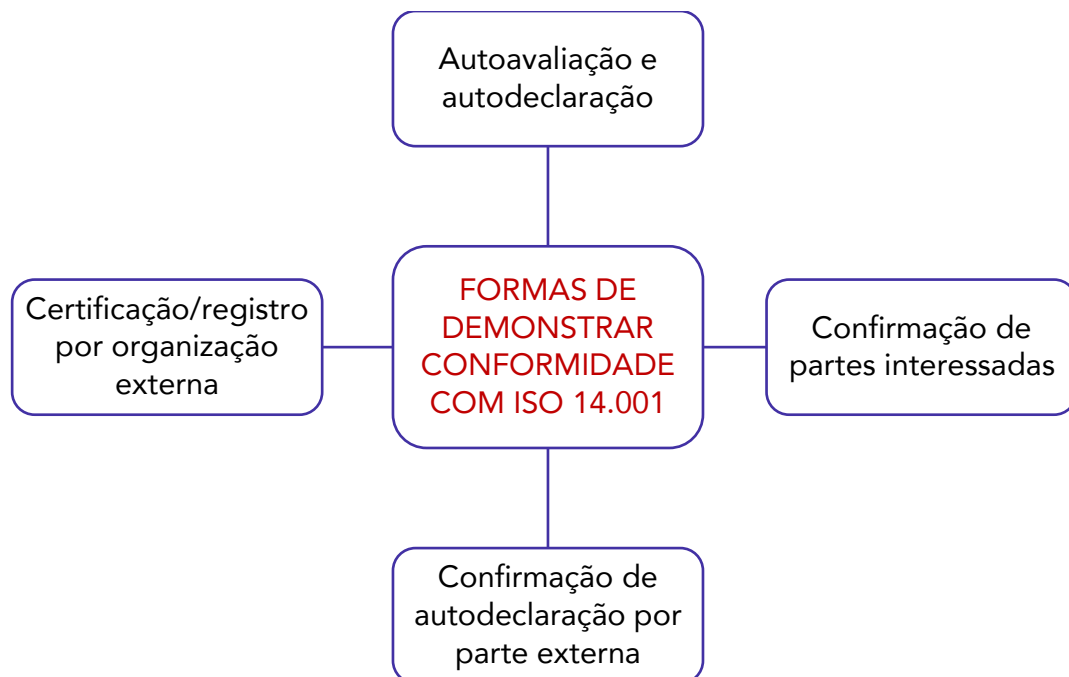 Autoavaliação e
autodeclaração
Certificação/registro
por organização
externa
FORMAS DE
DEMONSTRAR
CONFORMIDADE
COM ISO 14.001
Confirmação de
partes interessadas
Confirmação de
autodeclaração por
parte externa